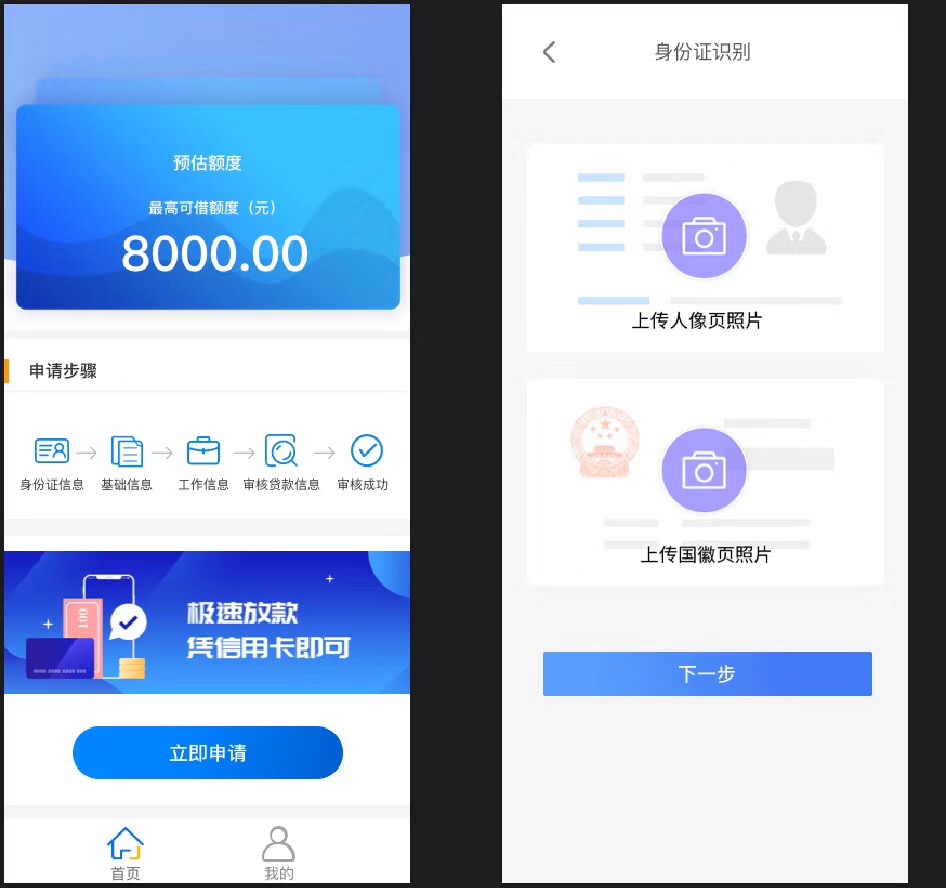 预估额度
最高可借额度（元）
8000.00
申请步骤
身份证信息
基础信息
工作信息
审核贷款信息
审核成功
100
极速放款
凭信用卡即可
立即申请
首页
我的
身份证识别
上传人像页照片
上传国徽页照片
下一步